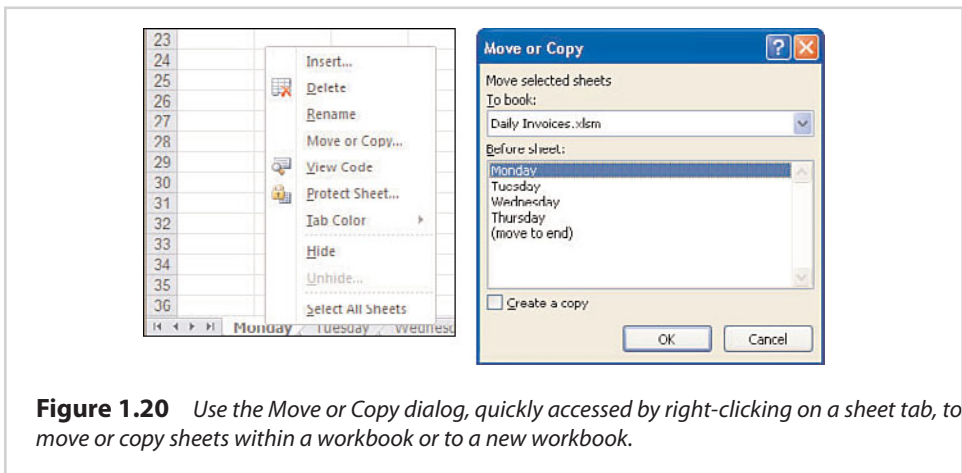 23
24
25
26
27
28
29
30
31
32
33
34
35
36
Insert...
Delete
Rename
Move or Copy...
View Code
Protect Sheet...
Tab Color
Hide
Unhide...
Select All Sheets
Monday Tuesday Wednesd
Move or Copy
Move selected sheets
To book:
Daily Invoices.xlsm
Before sheet:
Monday
Tuesday
Wednesday
Thursday
(move to end)
Create a copy
OK Cancel
Figure 1.20 Use the Move or Copy dialog, quickly accessed by right-clicking on a sheet tab, to
move or copy sheets within a workbook or to a new workbook.